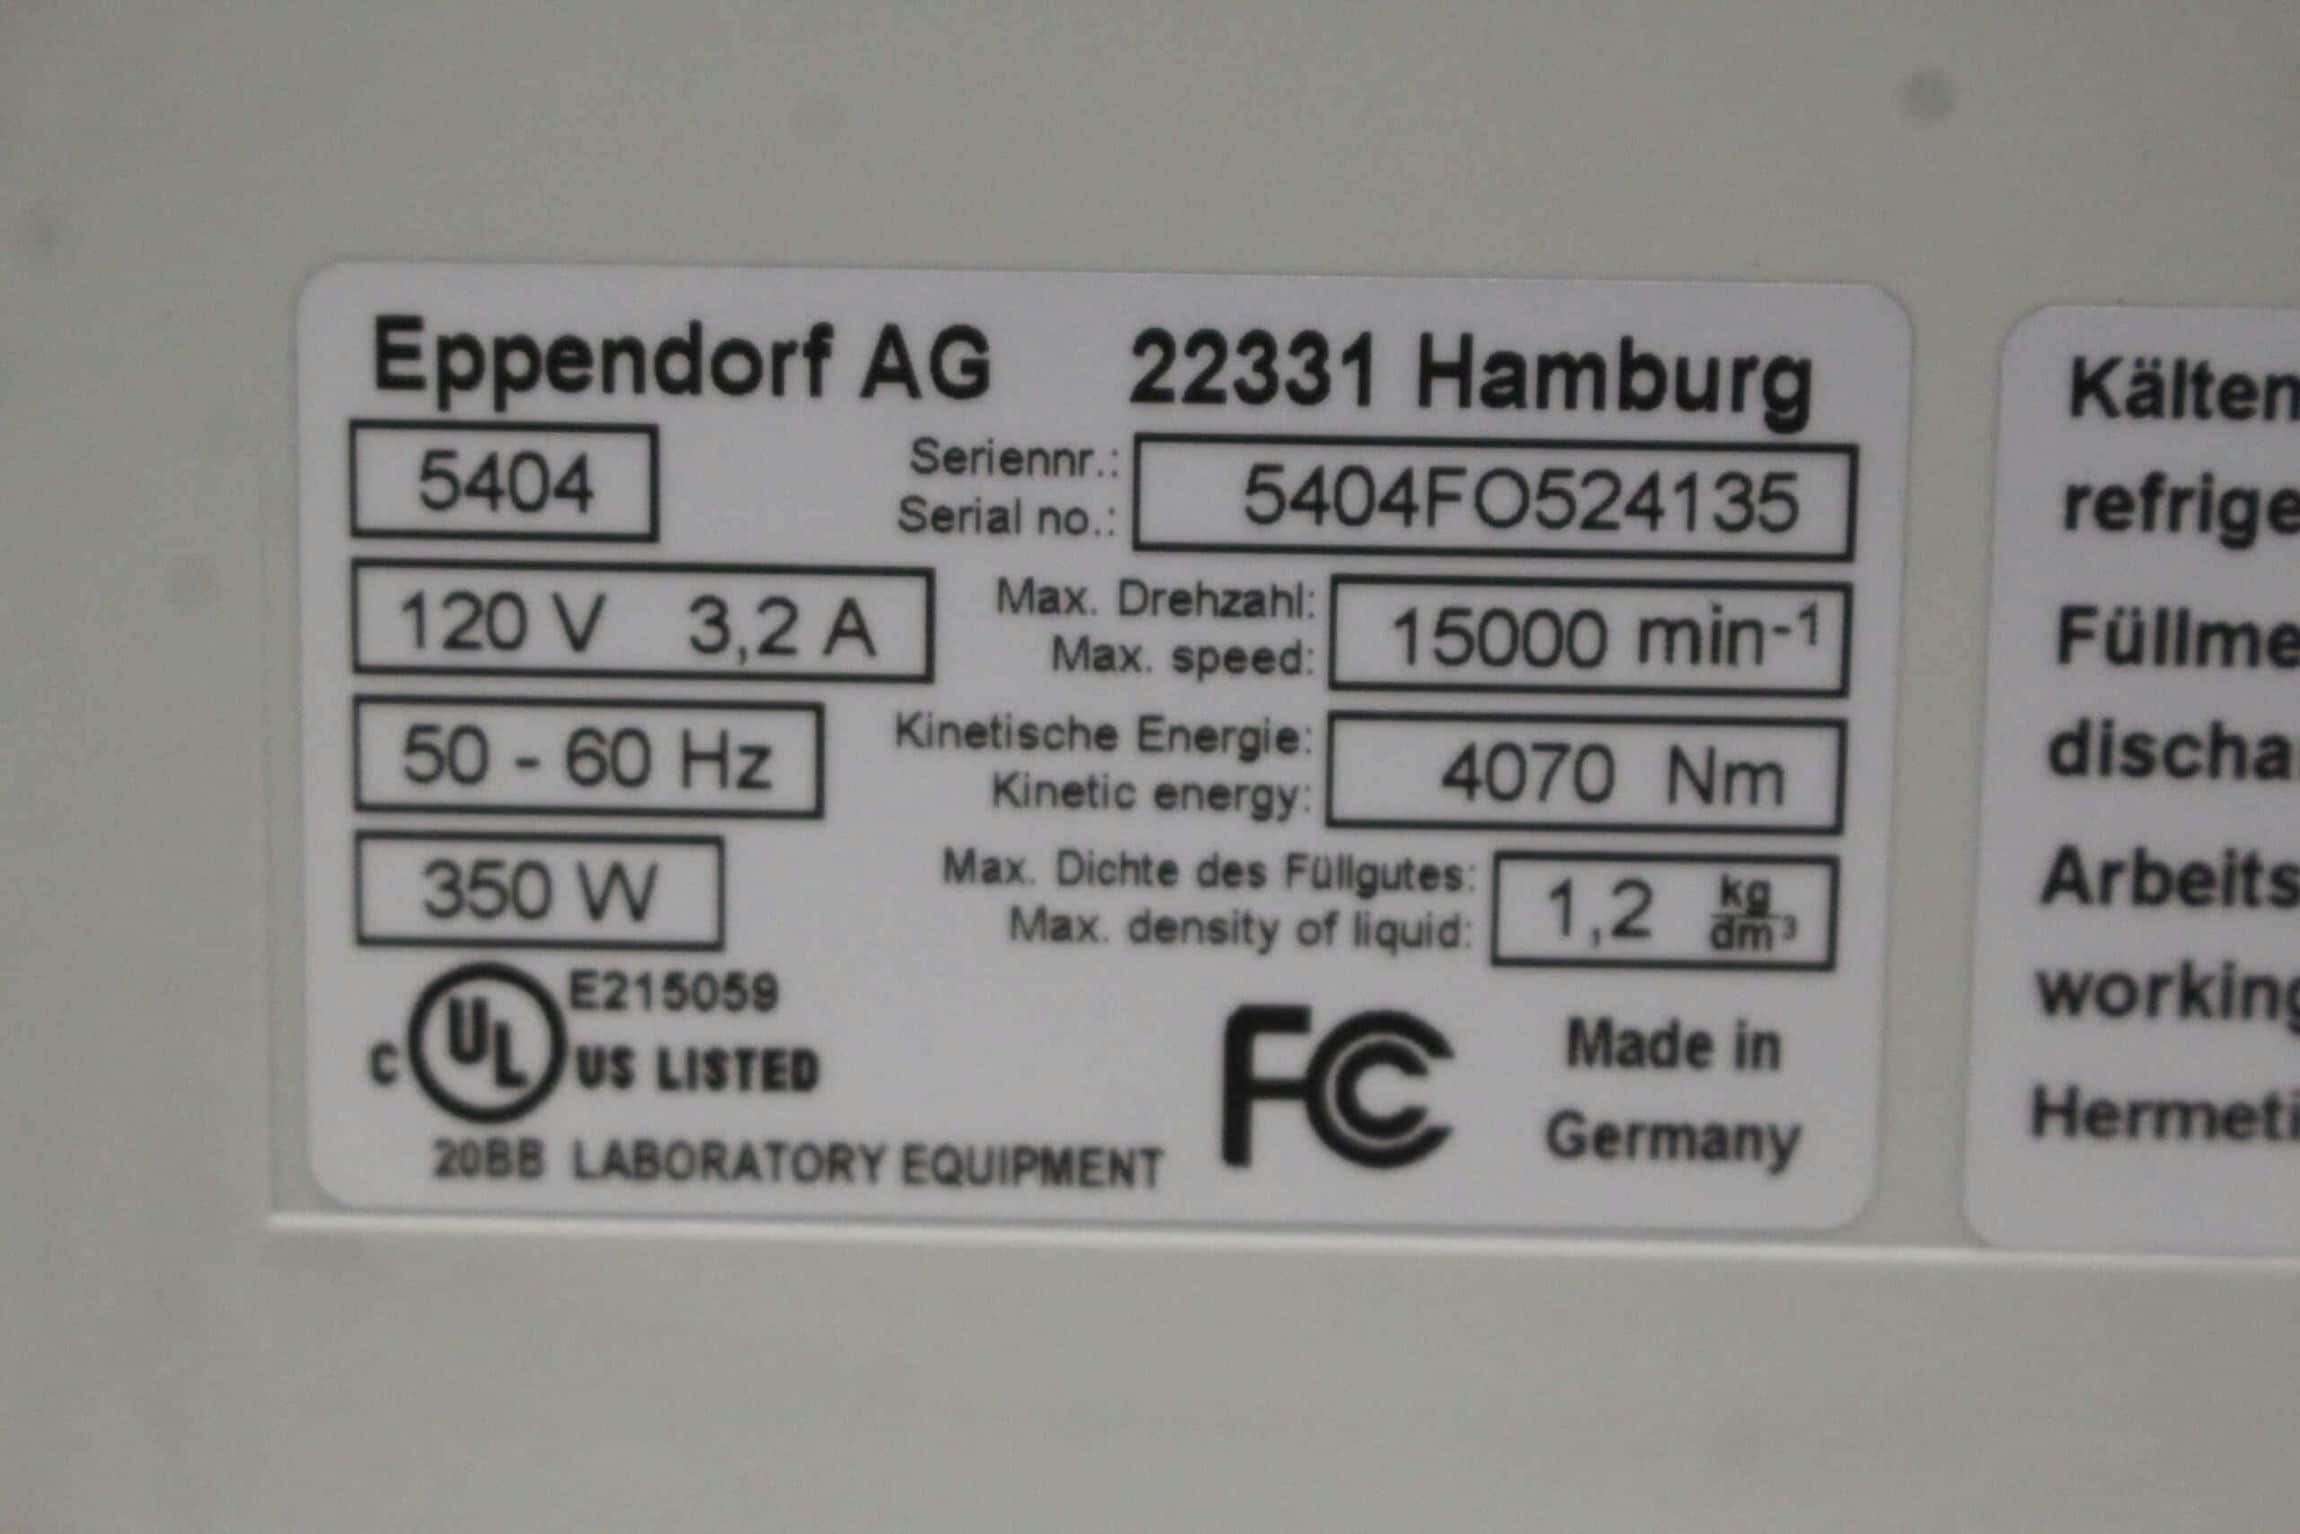 Eppendorf AG 22331 Hamburg
5404
Seriennr.:
Serial no.:
5404FO524135
120 V 3,2 A
Max. Drehzahl:
Max. speed:
15000 min-1
50 - 60 Hz
Kinetische Energie:
Kinetic energy:
4070 Nm
350 W
Max. Dichte des Füllgutes:
Max. density of liquid:
1,2 kg/dm³
E215059
C UL US LISTED
20BB LABORATORY EQUIPMENT
FC
Made in
Germany
Kälten
refrige
Füllme
discha
Arbeits
working
Hermeti